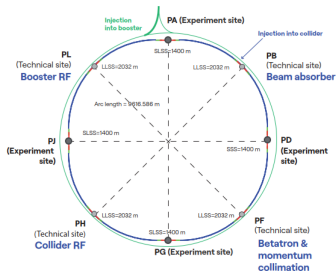 Injection
into booster
PA (Experiment site)
Injection into collider
SLSS=1400 m
PL
(Technical site)
Booster RF
LLSS=2032 m
LLSS=2032 m
PB
(Technical site)
Beam absorber
Arc length = 9616.586 m
PJ
(Experiment
site)
SLSS=1400 m
SSS=1400 m
PD
(Experiment
site)
PH
(Technical site)
Collider RF
LLSS=2032 m
LLSS=2032 m
PF
(Technical site)
Betatron &
momentum
collimation
SLSS=1400 m
PG (Experiment site)